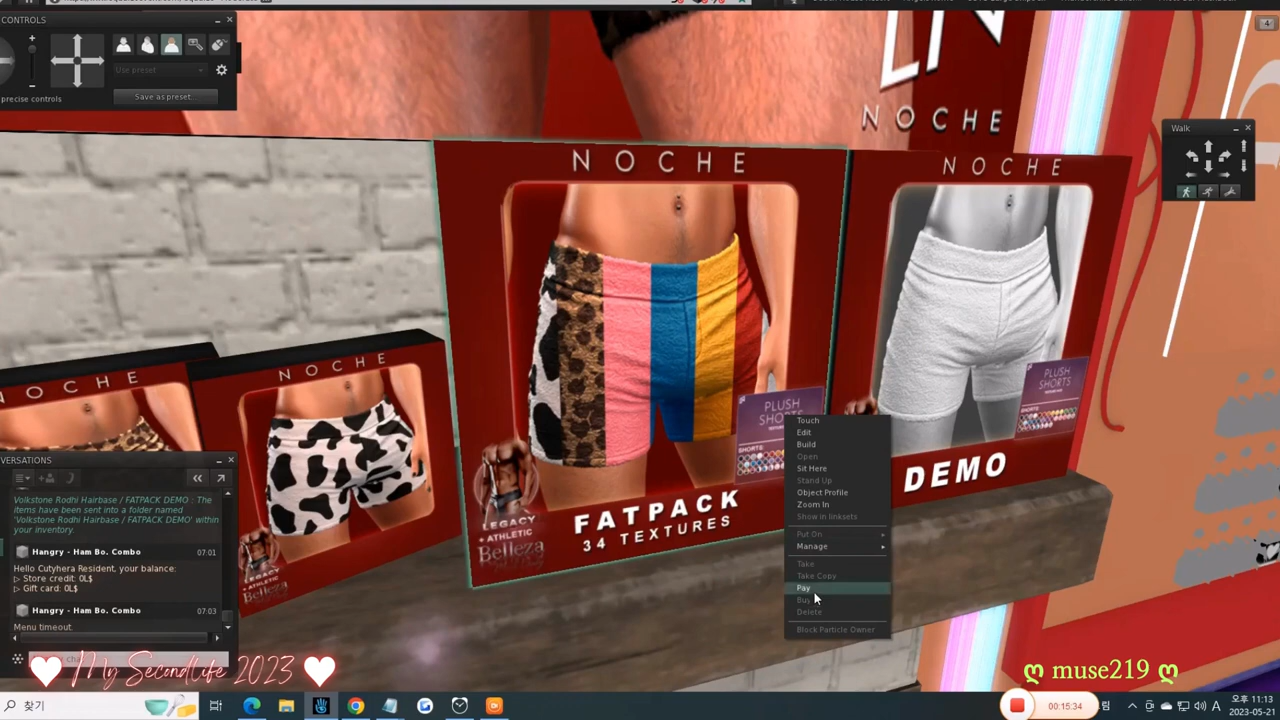 CONTROLS
Use preset
Save as preset...
precise controls
NOCHE
Walk
NOCHE
NOCHE
PLUSH
SHORTS
SHORTS:
LEGACY
+ ATHLETIC
Belleza
FATPACK
34 TEXTURES
PLUSH
SHORTS
SHORTS:
DEMO
NOCHE
NOCHE
LEGACY
+ ATHLETIC
Belleza
Touch
Edit
Build
Open
Sit Here
Stand Up
Object Profile
Zoom In
Show in linksets
Put On
Manage
Take
Take Copy
Pay
Buy
Delete
Block Particle Owner
VERSATIONS
Volkstone Rodhi Hairbase / FATPACK DEMO : The
items have been sent into a folder named
'Volkstone Rodhi Hairbase / FATPACK DEMO' within
your inventory.
Hangry - Ham Bo. Combo 07:01
Hello Cutyhera Resident, your balance:
▷ Store credit: 0L$
▷ Gift card: 0L$
Hangry - Ham Bo. Combo 07:03
Menu timeout.
My Secondlife 2023
ღ muse219 ღ
찾기
00:15:34
림
A
오후 11:13
2023-05-21